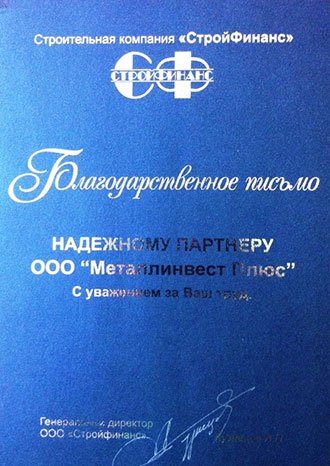 Строительная компания «СтройФинанс»
СФ
СТРОЙФИНАНС
Благодарственное письмо
НАДЕЖНОМУ ПАРТНЕРУ
ООО "Металлинвест Плюс"
С уважением за Ваш труд.
Генеральный директор
ООО «Стройфинанс»